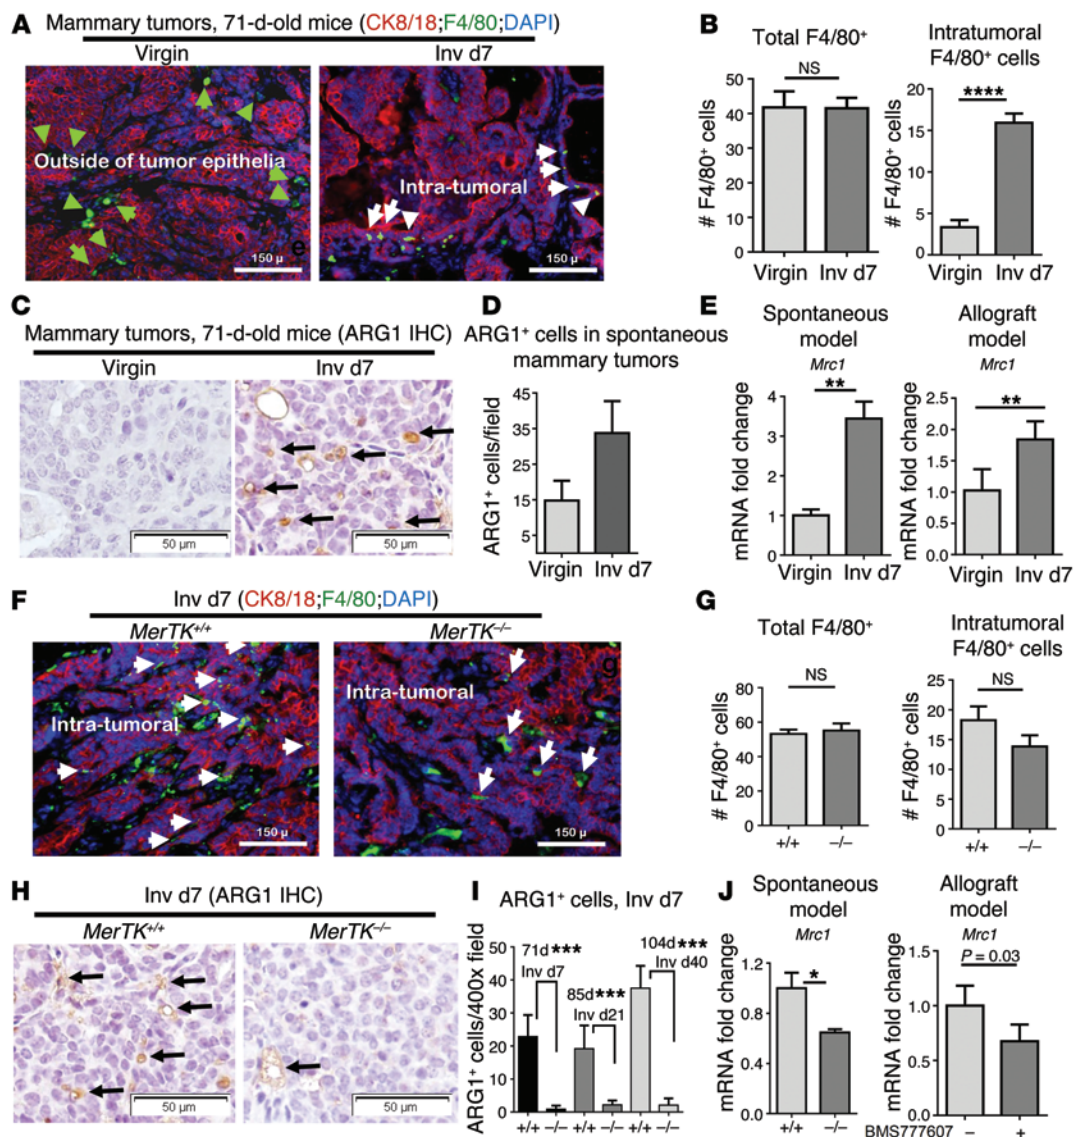 A
Mammary tumors, 71-d-old mice (CK8/18;F4/80;DAPI)
Virgin
Inv d7
Outside of tumor epithelia
e
150 µ
Intra-tumoral
150 µ
B
Total F4/80⁺
NS
# F4/80⁺ cells
50
40
30
20
10
0
Virgin
Inv d7
Intratumoral
F4/80⁺ cells
****
# F4/80⁺ cells
20
15
10
5
0
Virgin
Inv d7
C
Mammary tumors, 71-d-old mice (ARG1 IHC)
Virgin
Inv d7
50 µm
50 µm
D
ARG1⁺ cells in spontaneous
mammary tumors
ARG1⁺ cells/field
45
35
25
15
5
Virgin
Inv d7
E
Spontaneous
model
Mrc1
**
mRNA fold change
4
3
2
1
0
Virgin
Inv d7
Allograft
model
Mrc1
**
mRNA fold change
2.5
2.0
1.5
1.0
0.5
0.0
Virgin
Inv d7
F
Inv d7 (CK8/18;F4/80;DAPI)
MerTK⁺/⁺
MerTK⁻/⁻
Intra-tumoral
150 µ
g
Intra-tumoral
150 µ
G
Total F4/80⁺
NS
# F4/80⁺ cells
80
60
40
20
0
+/+
–/–
Intratumoral
F4/80⁺ cells
NS
# F4/80⁺ cells
25
20
15
10
5
0
+/+
–/–
H
Inv d7 (ARG1 IHC)
MerTK⁺/⁺
MerTK⁻/⁻
50 µm
50 µm
I
ARG1⁺ cells, Inv d7
ARG1⁺ cells/400x field
50
40
30
20
10
0
71d ***
Inv d7
85d ***
Inv d21
104d ***
Inv d40
+/+ –/– +/+ –/– +/+ –/–
J
Spontaneous
model
Mrc1
*
mRNA fold change
1.2
0.8
0.4
0.0
+/+
–/–
Allograft
model
Mrc1
P = 0.03
mRNA fold change
1.5
1.0
0.5
0.0
BMS777607 – +